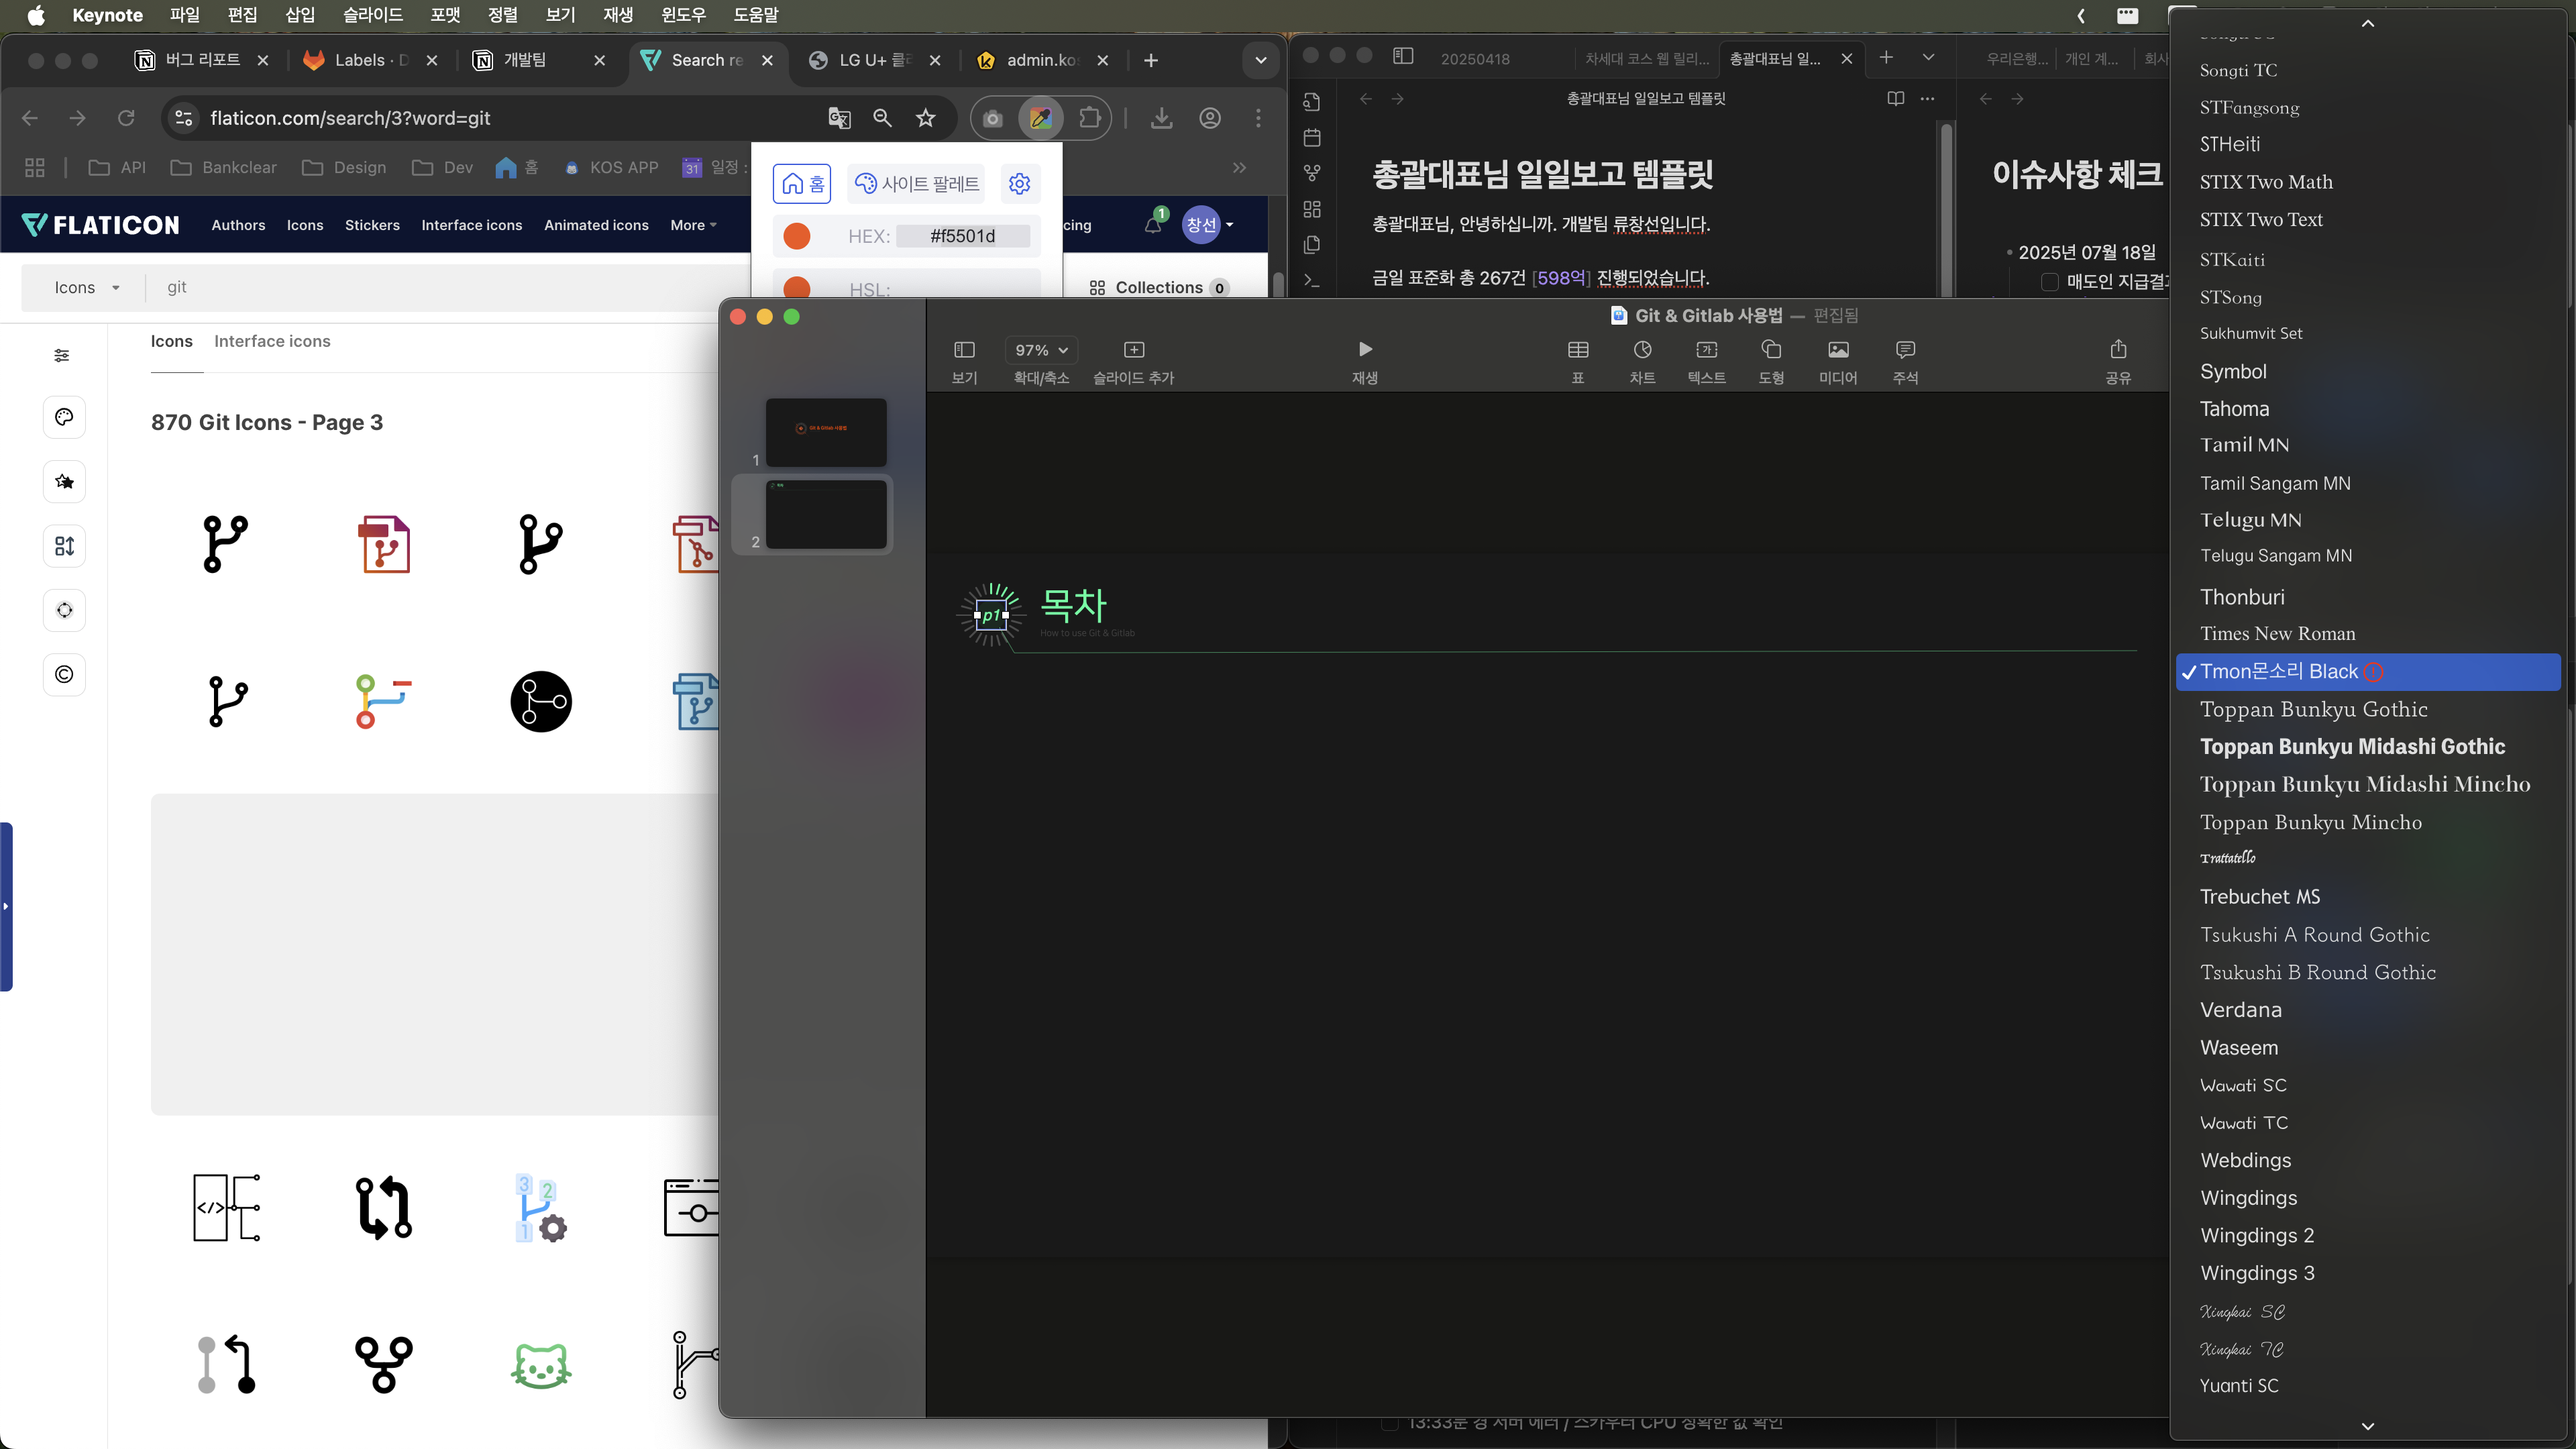 Keynote 파일 편집 삽입 슬라이드 포맷 정렬 보기 재생 윈도우 도움말
버그 리포트
Labels · D
개발팀
Search re
LG U+ 클
admin.kos
flaticon.com/search/3?word=git
API
Bankclear
Design
Dev
홈
KOS APP
31 일정 :
FLATICON
Authors Icons Stickers Interface icons Animated icons More
cing
1
창선
홈
사이트 팔레트
HEX: #f5501d
HSL:
Icons
git
Collections 0
Icons Interface icons
870 Git Icons - Page 3
</>
3
2
1
20250418
차세대 코스 웹 릴리...
총괄대표님 일...
우리은행...
개인 계...
회사
총괄대표님 일일보고 템플릿
총괄대표님 일일보고 템플릿
총괄대표님, 안녕하십니까. 개발팀 류창선입니다.
금일 표준화 총 267건 [598억] 진행되었습니다.
이슈사항 체크
2025년 07월 18일
매도인 지급결과
Git & Gitlab 사용법 — 편집됨
97%
보기 확대/축소 슬라이드 추가 재생 표 차트 텍스트 도형 미디어 주석 공유
Git & Gitlab 사용법
1
목차
2
p1
목차
How to use Git & Gitlab
13:33분 경 서버 에러 / 스카우터 CPU 정확한 값 확인
Songti TC
STFangsong
STHeiti
STIX Two Math
STIX Two Text
STKaiti
STSong
Sukhumvit Set
Symbol
Tahoma
Tamil MN
Tamil Sangam MN
Telugu MN
Telugu Sangam MN
Thonburi
Times New Roman
✓ Tmon몬소리 Black
Toppan Bunkyu Gothic
Toppan Bunkyu Midashi Gothic
Toppan Bunkyu Midashi Mincho
Toppan Bunkyu Mincho
Trattatello
Trebuchet MS
Tsukushi A Round Gothic
Tsukushi B Round Gothic
Verdana
Waseem
Wawati SC
Wawati TC
Webdings
Wingdings
Wingdings 2
Wingdings 3
Xingkai SC
Xingkai TC
Yuanti SC